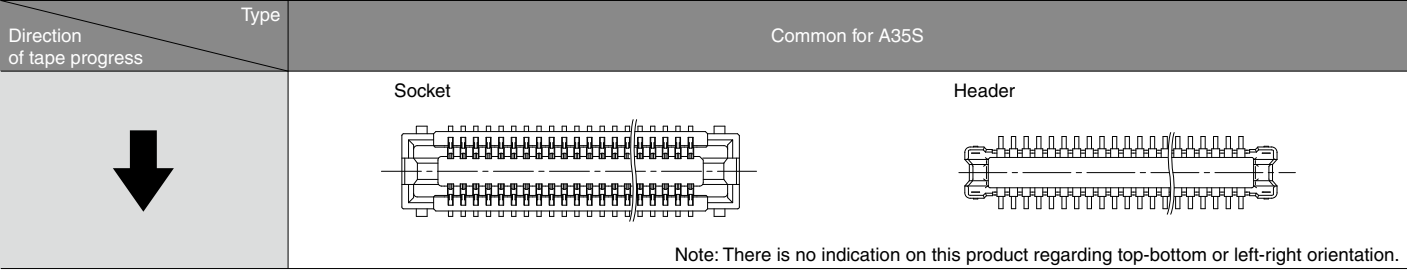 Type
Direction
of tape progress
Common for A35S
Socket
Header
Note: There is no indication on this product regarding top-bottom or left-right orientation.